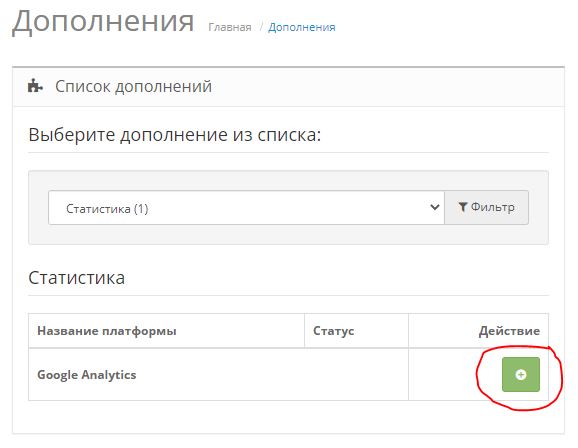 Дополнения Главная / Дополнения
Список дополнений
Выберите дополнение из списка:
Статистика (1) Фильтр
Статистика
Название платформы Статус Действие
Google Analytics